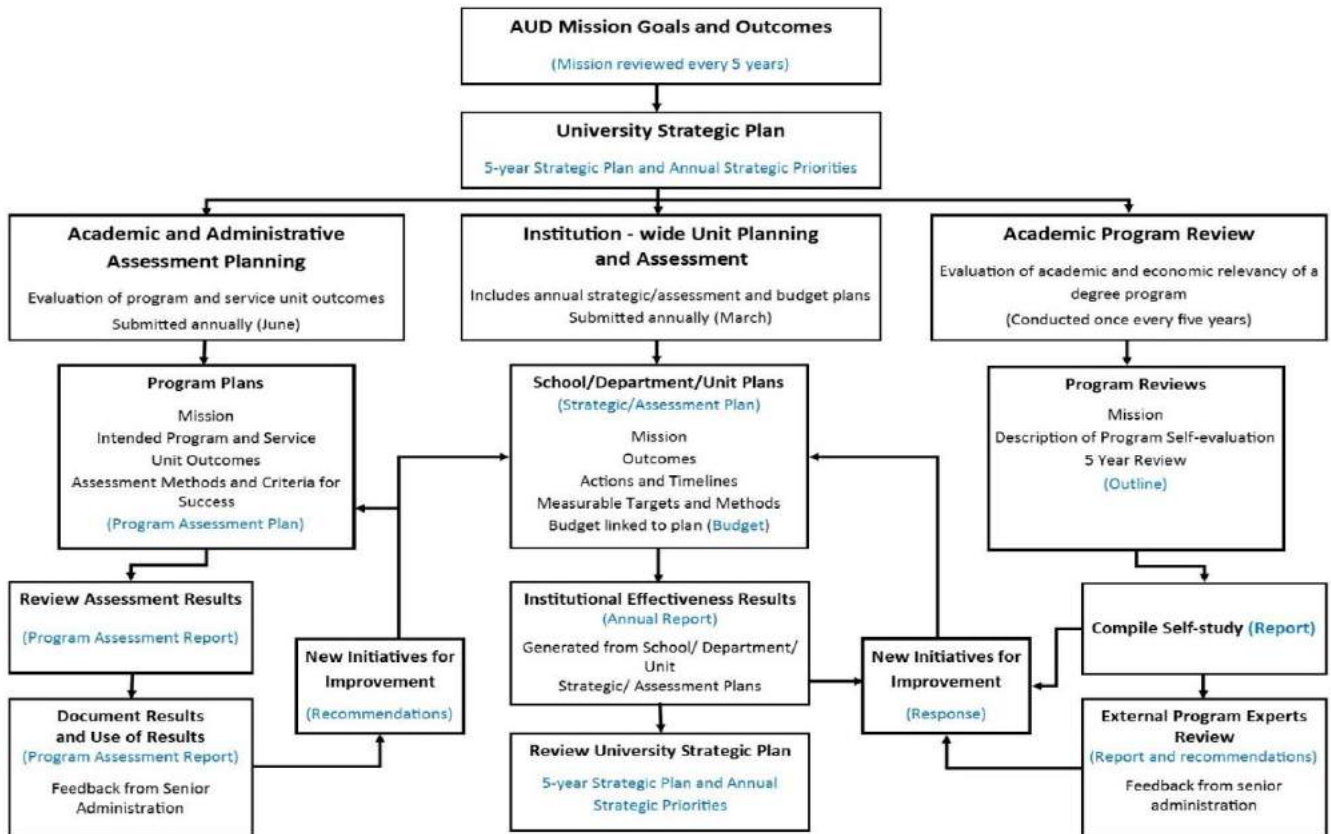 AUD Mission Goals and Outcomes
(Mission reviewed every 5 years)
University Strategic Plan
5-year Strategic Plan and Annual Strategic Priorities
Academic and Administrative
Assessment Planning
Evaluation of program and service unit outcomes
Submitted annually (June)
Institution - wide Unit Planning
and Assessment
Includes annual strategic/assessment and budget plans
Submitted annually (March)
Academic Program Review
Evaluation of academic and economic relevancy of a
degree program
(Conducted once every five years)
Program Plans
Mission
Intended Program and Service
Unit Outcomes
Assessment Methods and Criteria for
Success
(Program Assessment Plan)
School/Department/Unit Plans
(Strategic/Assessment Plan)
Mission
Outcomes
Actions and Timelines
Measurable Targets and Methods
Budget linked to plan (Budget)
Program Reviews
Mission
Description of Program Self-evaluation
5 Year Review
(Outline)
Review Assessment Results
(Program Assessment Report)
New Initiatives for
Improvement
(Recommendations)
Institutional Effectiveness Results
(Annual Report)
Generated from School/ Department/
Unit
Strategic/ Assessment Plans
New Initiatives for
Improvement
(Response)
Compile Self-study (Report)
Document Results
and Use of Results
(Program Assessment Report)
Feedback from Senior
Administration
Review University Strategic Plan
5-year Strategic Plan and Annual
Strategic Priorities
External Program Experts
Review
(Report and recommendations)
Feedback from senior
administration